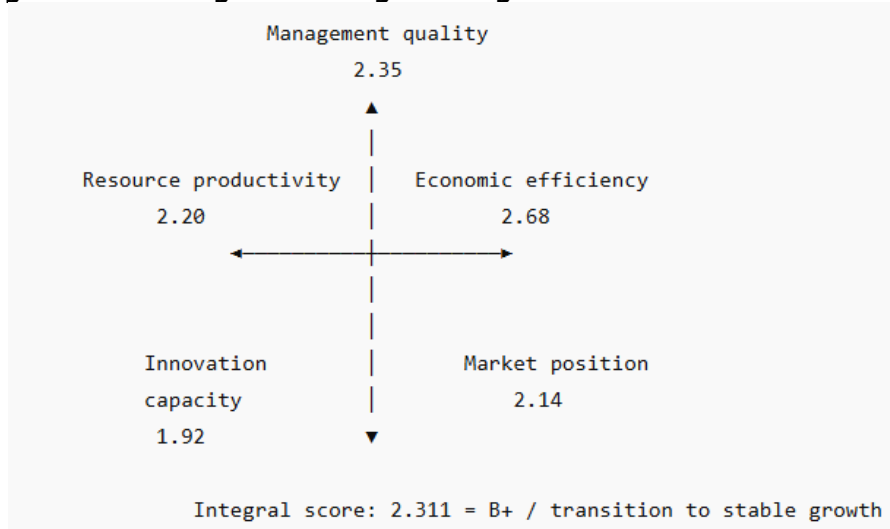 Management quality
2.35
▲
Resource productivity | Economic efficiency
2.20 | 2.68
Innovation | Market position
capacity | 2.14
1.92 ▼
Integral score: 2.311 = B+ / transition to stable growth